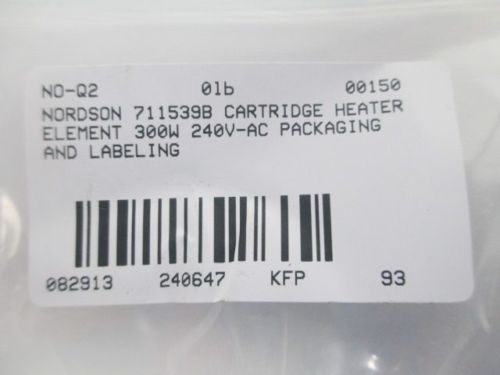 NO-Q2 0lb 00150
NORDSON 711539B CARTRIDGE HEATER
ELEMENT 300W 240V-AC PACKAGING
AND LABELING
082913 240647 KFP 93